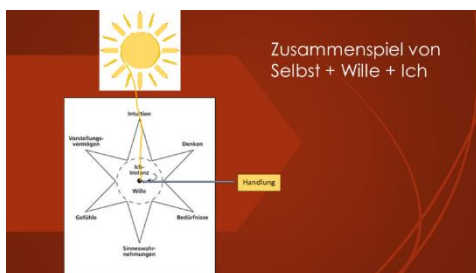 Zusammenspiel von
Selbst + Wille + Ich
Intuition
Vorstellungs-
vermögen
Denken
Ich-
Instanz
Wille
Handlung
Gefühle
Bedürfnisse
Sinneswahr-
nehmungen